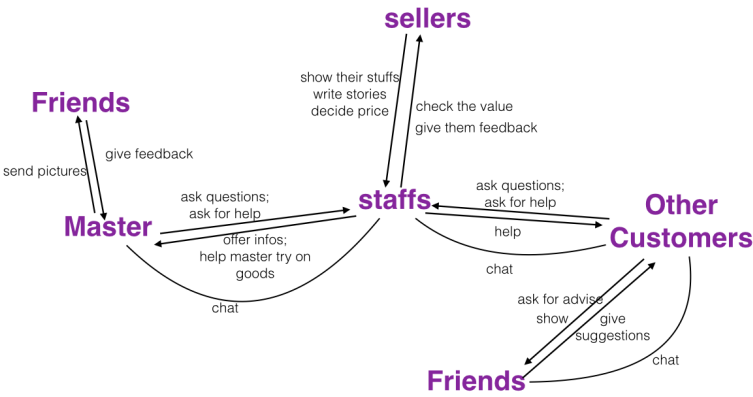 sellers
show their stuffs
write stories
decide price
check the value
give them feedback
Friends
give feedback
send pictures
Master
ask questions;
ask for help
offer infos;
help master try on
goods
chat
staffs
ask questions;
ask for help
help
chat
Other
Customers
ask for advise
show
give
suggestions
chat
Friends